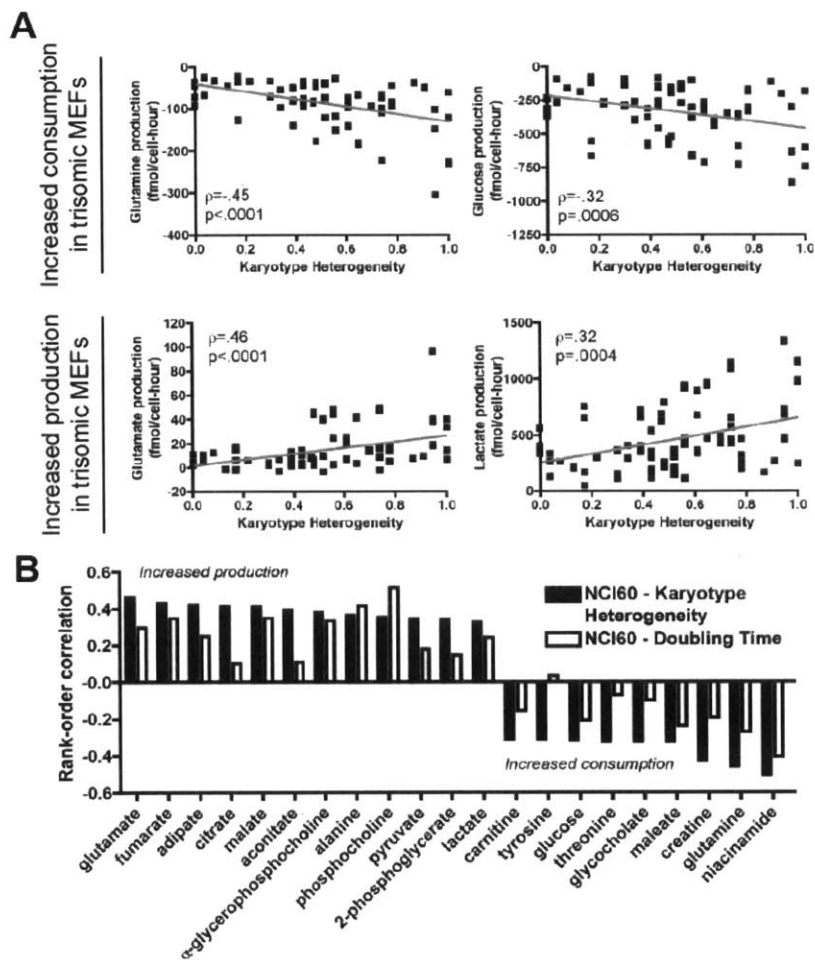 A
Increased consumption
in trisomic MEFs
Glutamine production
(fmol/cell-hour)
0
-100
-200
-300
-400
ρ=-.45
p<.0001
0.0 0.2 0.4 0.6 0.8 1.0
Karyotype Heterogeneity
Glucose production
(fmol/cell-hour)
0
-250
-500
-750
-1000
-1250
ρ=-.32
p=.0006
0.0 0.2 0.4 0.6 0.8 1.0
Karyotype Heterogeneity
Increased production
in trisomic MEFs
Glutamate production
(fmol/cell-hour)
120
100
80
60
40
20
0
-20
ρ=.46
p<.0001
0.0 0.2 0.4 0.6 0.8 1.0
Karyotype Heterogeneity
Lactate production
(fmol/cell-hour)
1500
1000
500
0
ρ=.32
p=.0004
0.0 0.2 0.4 0.6 0.8 1.0
Karyotype Heterogeneity
B
Rank-order correlation
0.6
0.4
0.2
-0.0
-0.2
-0.4
-0.6
Increased production
NCI60 - Karyotype
Heterogeneity
NCI60 - Doubling Time
Increased consumption
glutamate
fumarate
adipate
citrate
malate
aconitate
α-glycerophosphocholine
alanine
phosphocholine
pyruvate
2-phosphoglycerate
lactate
carnitine
tyrosine
glucose
threonine
glycocholate
maleate
creatine
glutamine
niacinamide